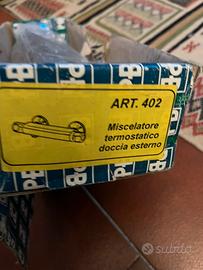 ART. 402
Miscelatore
termostatico
doccia esterno
subito